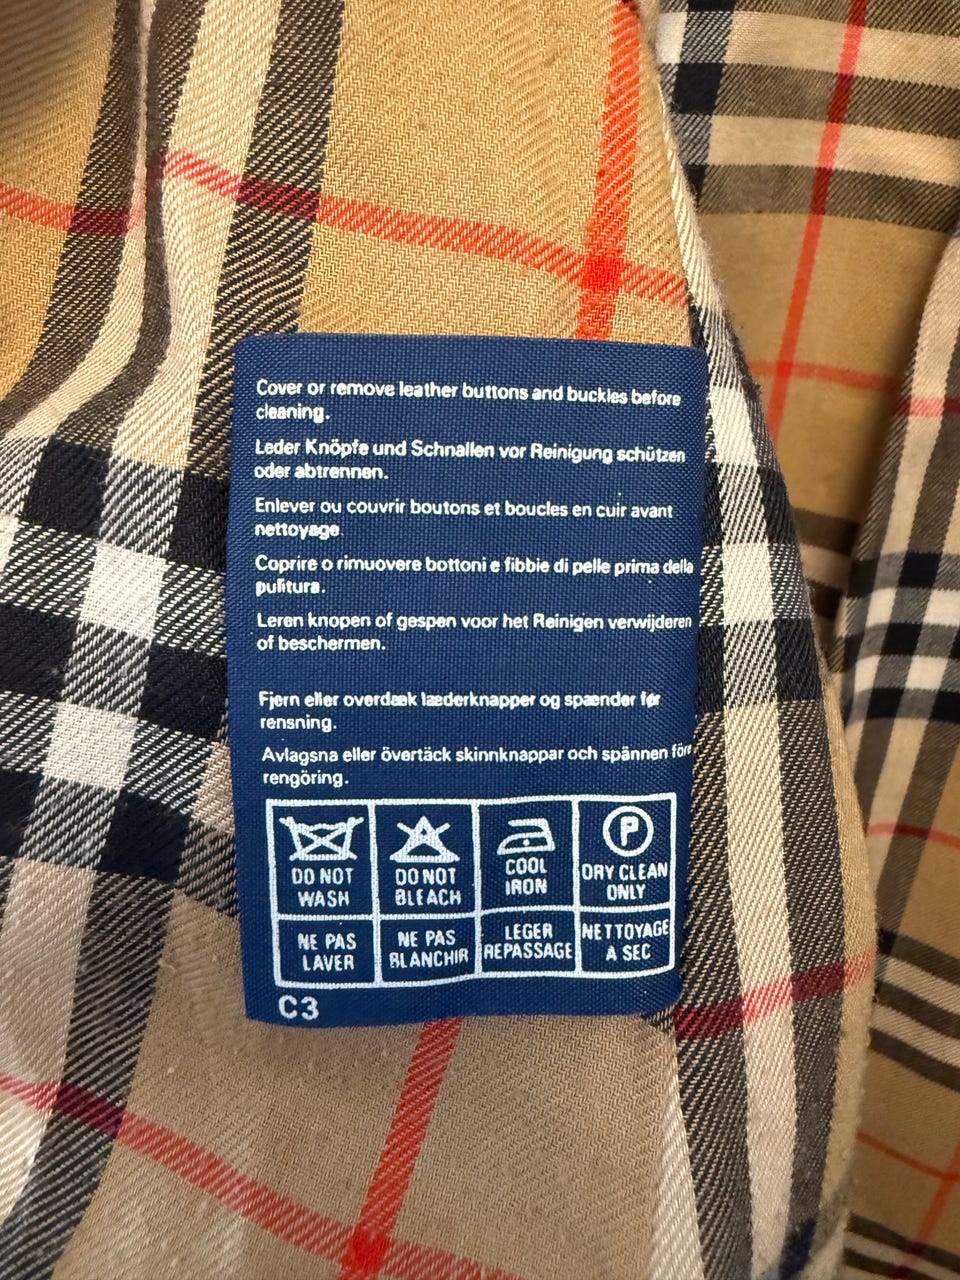 Cover or remove leather buttons and buckles before
cleaning.
Leder Knöpfe und Schnallen vor Reinigung schützen
oder abtrennen.
Enlever ou couvrir boutons et boucles en cuir avant
nettoyage
Coprire o rimuovere bottoni e fibbie di pelle prima della
pulitura.
Leren knopen of gespen voor het Reinigen verwijderen
of beschermen.
Fjern eller overdæk læderknapper og spænder før
rensning.
Avlagsna eller övertäck skinnknappar och spännen före
rengöring.
P
DO NOT
WASH
DO NOT
BLEACH
COOL
IRON
DRY CLEAN
ONLY
NE PAS
LAVER
NE PAS
BLANCHIR
LEGER
REPASSAGE
NETTOYAGE
A SEC
C3